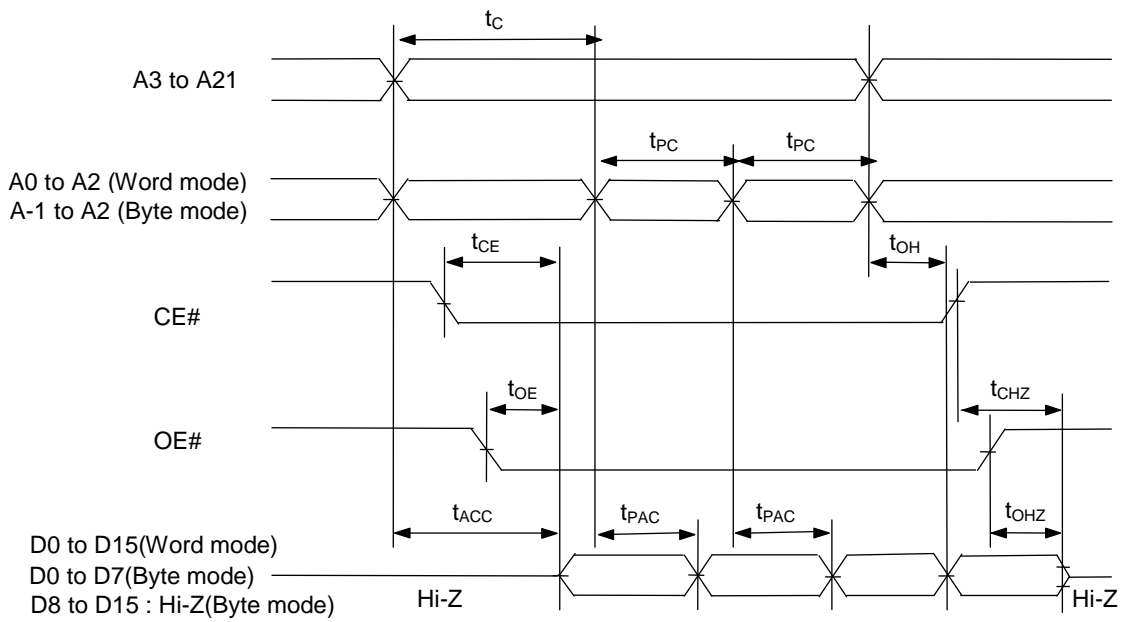 tC
A3 to A21
tPC
tPC
A0 to A2 (Word mode)
A-1 to A2 (Byte mode)
tCE
tOH
CE#
tOE
tCHZ
OE#
tACC
tPAC
tPAC
tOHZ
D0 to D15(Word mode)
D0 to D7(Byte mode)
D8 to D15 : Hi-Z(Byte mode)
Hi-Z
Hi-Z